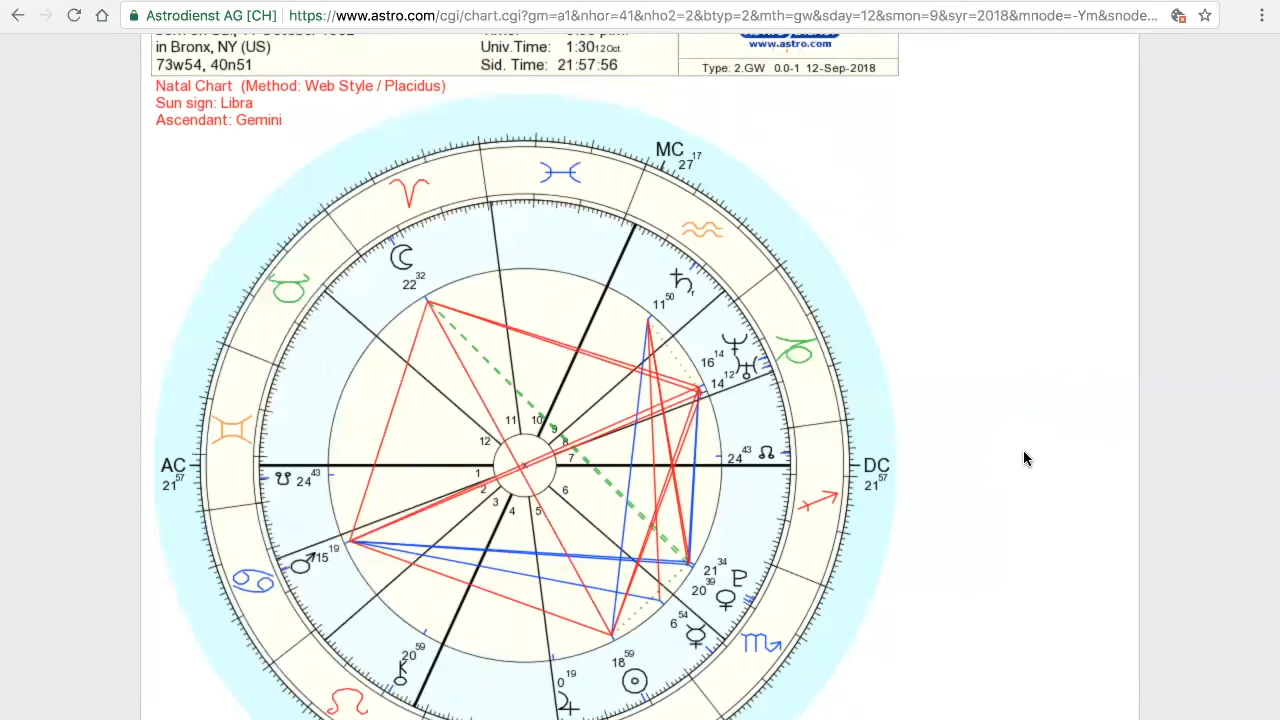 Astrodienst AG [CH] https://www.astro.com/cgi/chart.cgi?gm=a1&nhor=41&nho2=2&btyp=2&mth=gw&sday=12&smon=9&syr=2018&mnode=-Ym&snode...
in Bronx, NY (US)
Univ.Time: 1:30 12 Oct.
73w54, 40n51
Sid. Time: 21:57:56
www.astro.com
Type: 2.GW 0.0-1 12-Sep-2018
Natal Chart (Method: Web Style / Placidus)
Sun sign: Libra
Ascendant: Gemini
MC 27 17
22 32
11 50
16 14
14 12
11
10
9
8
12
7
AC
21 57
24 43
1
2
3
4
5
6
24 43
DC
21 57
15 19
21 34
20 39
6 54
20 59
0 19
18 59